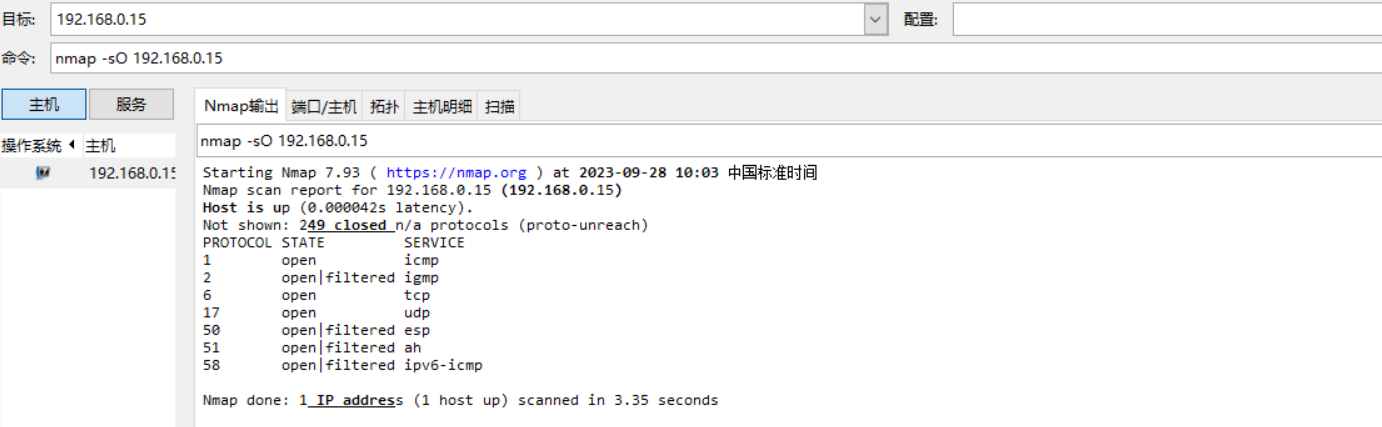 目标: 192.168.0.15 配置:
命令: nmap -sO 192.168.0.15
主机 服务 Nmap输出 端口/主机 拓扑 主机明细 扫描
操作系统 主机 nmap -sO 192.168.0.15
192.168.0.15
Starting Nmap 7.93 ( https://nmap.org ) at 2023-09-28 10:03 中国标准时间
Nmap scan report for 192.168.0.15 (192.168.0.15)
Host is up (0.000042s latency).
Not shown: 249 closed n/a protocols (proto-unreach)
PROTOCOL STATE SERVICE
1 open icmp
2 open|filtered igmp
6 open tcp
17 open udp
50 open|filtered esp
51 open|filtered ah
58 open|filtered ipv6-icmp
Nmap done: 1 IP address (1 host up) scanned in 3.35 seconds